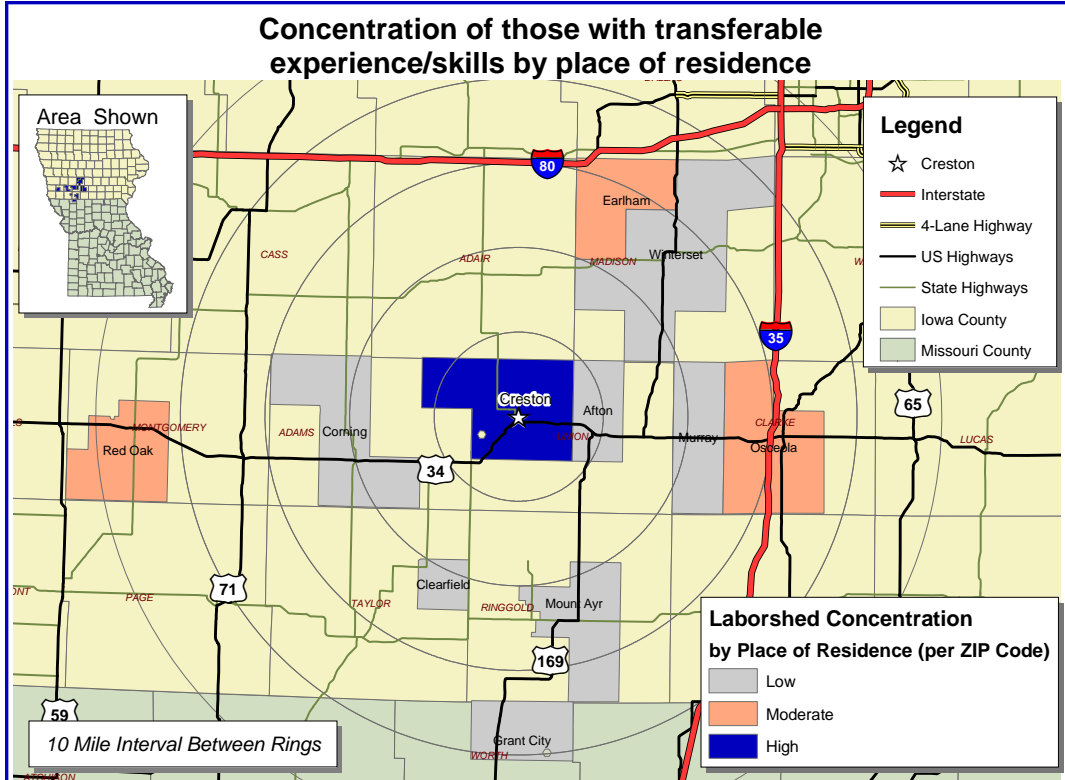 Concentration of those with transferable
experience/skills by place of residence
Area Shown
Legend
Creston
Interstate
4-Lane Highway
US Highways
State Highways
Iowa County
Missouri County
80
Earlham
CASS
ADAIR
MADISON
Winterset
35
65
Creston
Afton
MONTGOMERY
ADAMS
Corning
UNION
Murray
CLARKE
Osceola
LUCAS
Red Oak
34
71
Clearfield
PAGE
TAYLOR
RINGGOLD
Mount Ayr
169
59
Grant City
WORTH
ATCHISON
10 Mile Interval Between Rings
Laborshed Concentration
by Place of Residence (per ZIP Code)
Low
Moderate
High